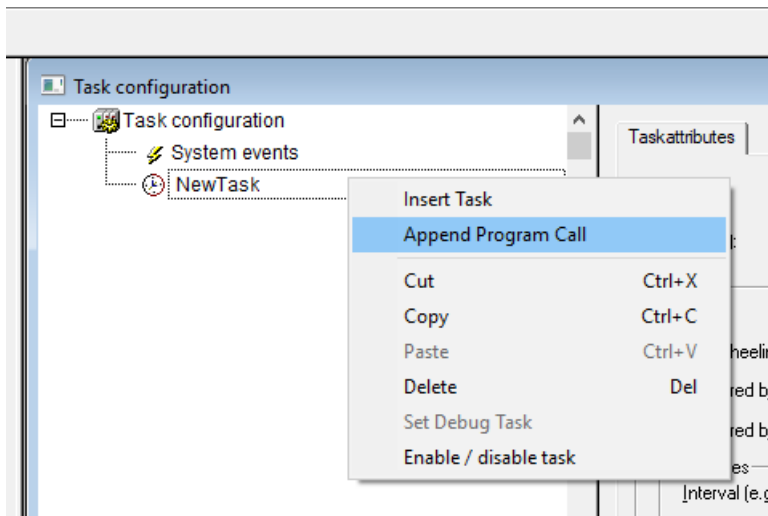 Task configuration
Task configuration
System events
NewTask
Taskattributes
Insert Task
Append Program Call
Cut Ctrl+X
Copy Ctrl+C
Paste Ctrl+V
Delete Del
Set Debug Task
Enable / disable task
Interval (e.g